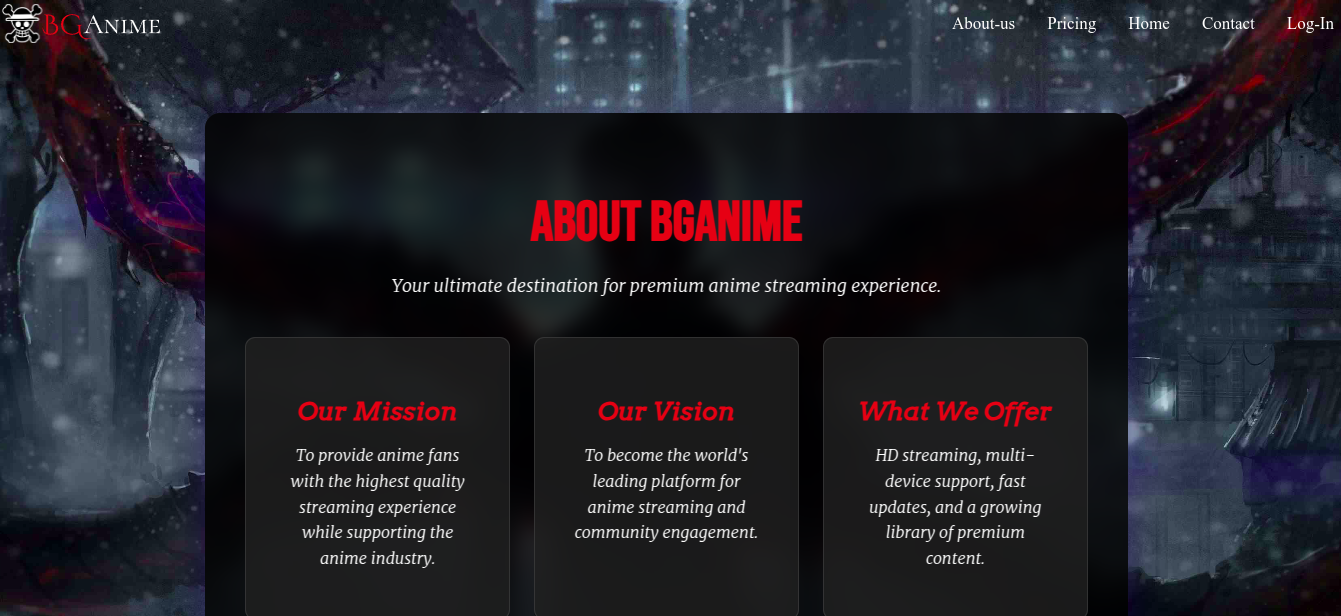 BGAnime
About-us Pricing Home Contact Log-In
ABOUT BGANIME
Your ultimate destination for premium anime streaming experience.
Our Mission
To provide anime fans
with the highest quality
streaming experience
while supporting the
anime industry.
Our Vision
To become the world's
leading platform for
anime streaming and
community engagement.
What We Offer
HD streaming, multi-
device support, fast
updates, and a growing
library of premium
content.